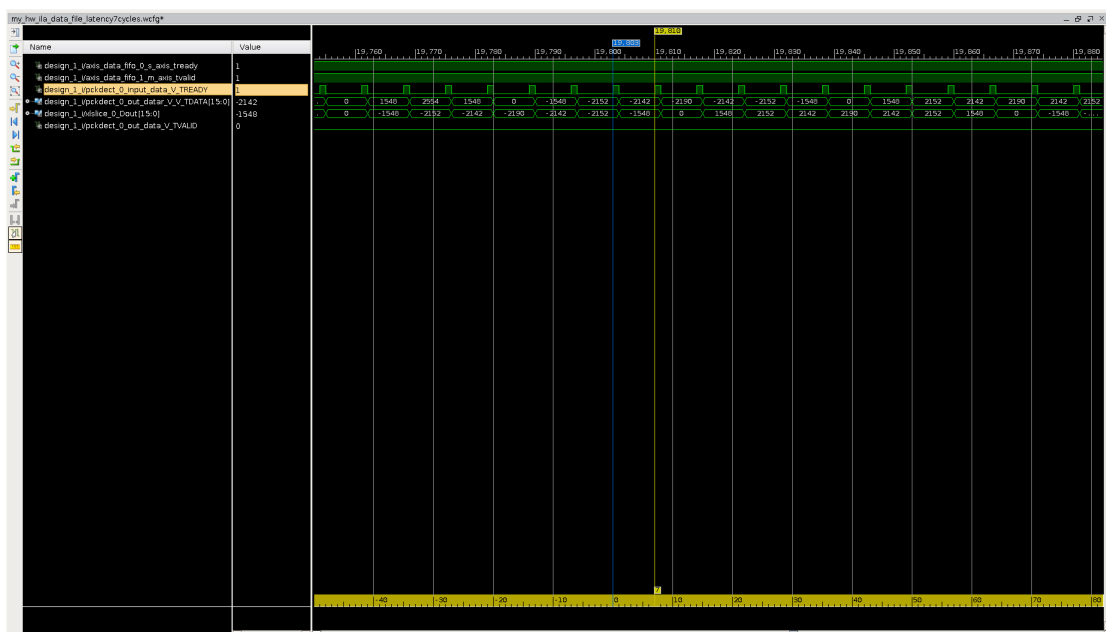 my_hw_ila_data_file_latency7cycles.wcfg*
19,810
Name Value
19,803
19,760 19,770 19,780 19,790 19,800 19,810 19,820 19,830 19,840 19,850 19,860 19,870 19,880
design_1_i/axis_data_fifo_0_s_axis_tready 1
design_1_i/axis_data_fifo_1_m_axis_tvalid 1
design_1_i/pckdect_0_input_data_V_TREADY 1
design_1_i/pckdect_0_out_datar_V_V_TDATA[15:0] -2142 0 1548 2554 1548 0 -1548 -2152 -2142 -2190 -2142 -2152 -1548 0 1548 2152 2142 2190 2142 2152
design_1_i/xlslice_0_Dout[15:0] -1548 0 -1548 -2152 -2142 -2190 -2142 -2152 -1548 0 1548 2152 2142 2190 2142 2152 1548 0 -1548 -...
design_1_i/pckdect_0_out_data_V_TVALID 0
7
-40 -30 -20 -10 0 10 20 30 40 50 60 70 80